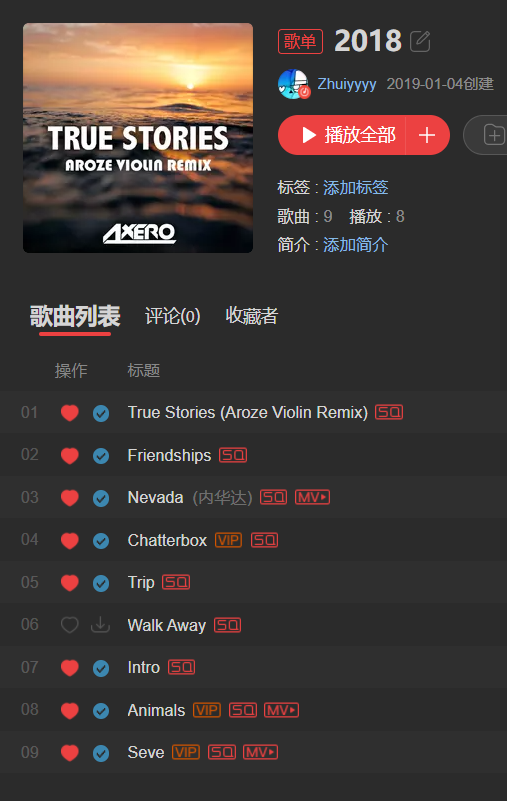 歌单 2018
Zhuiyyyy 2019-01-04创建
播放全部
标签 : 添加标签
歌曲 : 9 播放 : 8
简介 : 添加简介
TRUE STORIES
AROZE VIOLIN REMIX
AXERO
歌曲列表 评论(0) 收藏者
操作 标题
01 True Stories (Aroze Violin Remix) SQ
02 Friendships SQ
03 Nevada (内华达) SQ MV
04 Chatterbox VIP SQ
05 Trip SQ
06 Walk Away SQ
07 Intro SQ
08 Animals VIP SQ MV
09 Seve VIP SQ MV